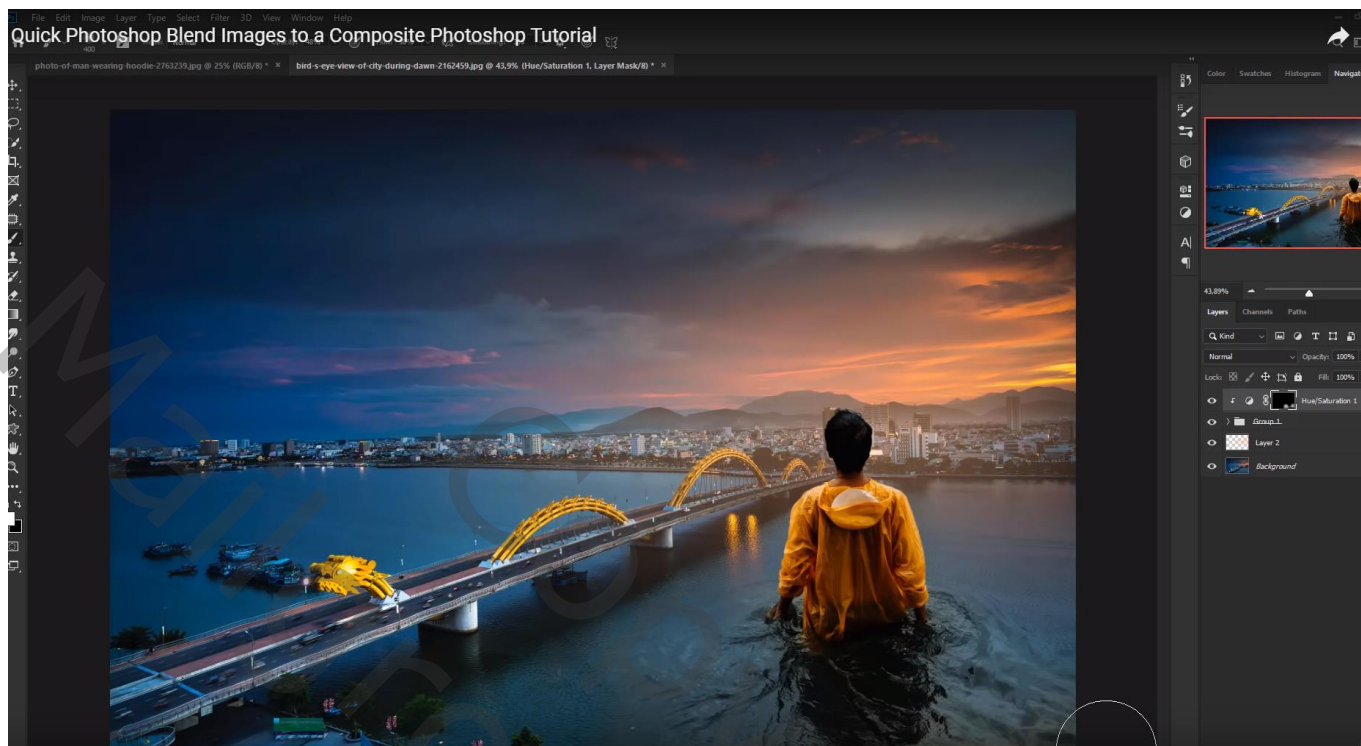 File Edit Image Layer Type Select Filter 3D View Window Help
Quick Photoshop Blend Images to a Composite Photoshop Tutorial
400
photo-of-man-wearing-hoodie-2763239.jpg @ 25% (RGB/8) * × bird-s-eye-view-of-city-during-dawn-2162459.jpg @ 43,9% (Hue/Saturation 1, Layer Mask/8) * ×
Color Swatches Histogram Navigat
43.89%
Layers Channels Paths
Kind
Normal Opacity: 100%
Lock: Fill: 100%
Hue/Saturation 1
Group 1
Layer 2
Background